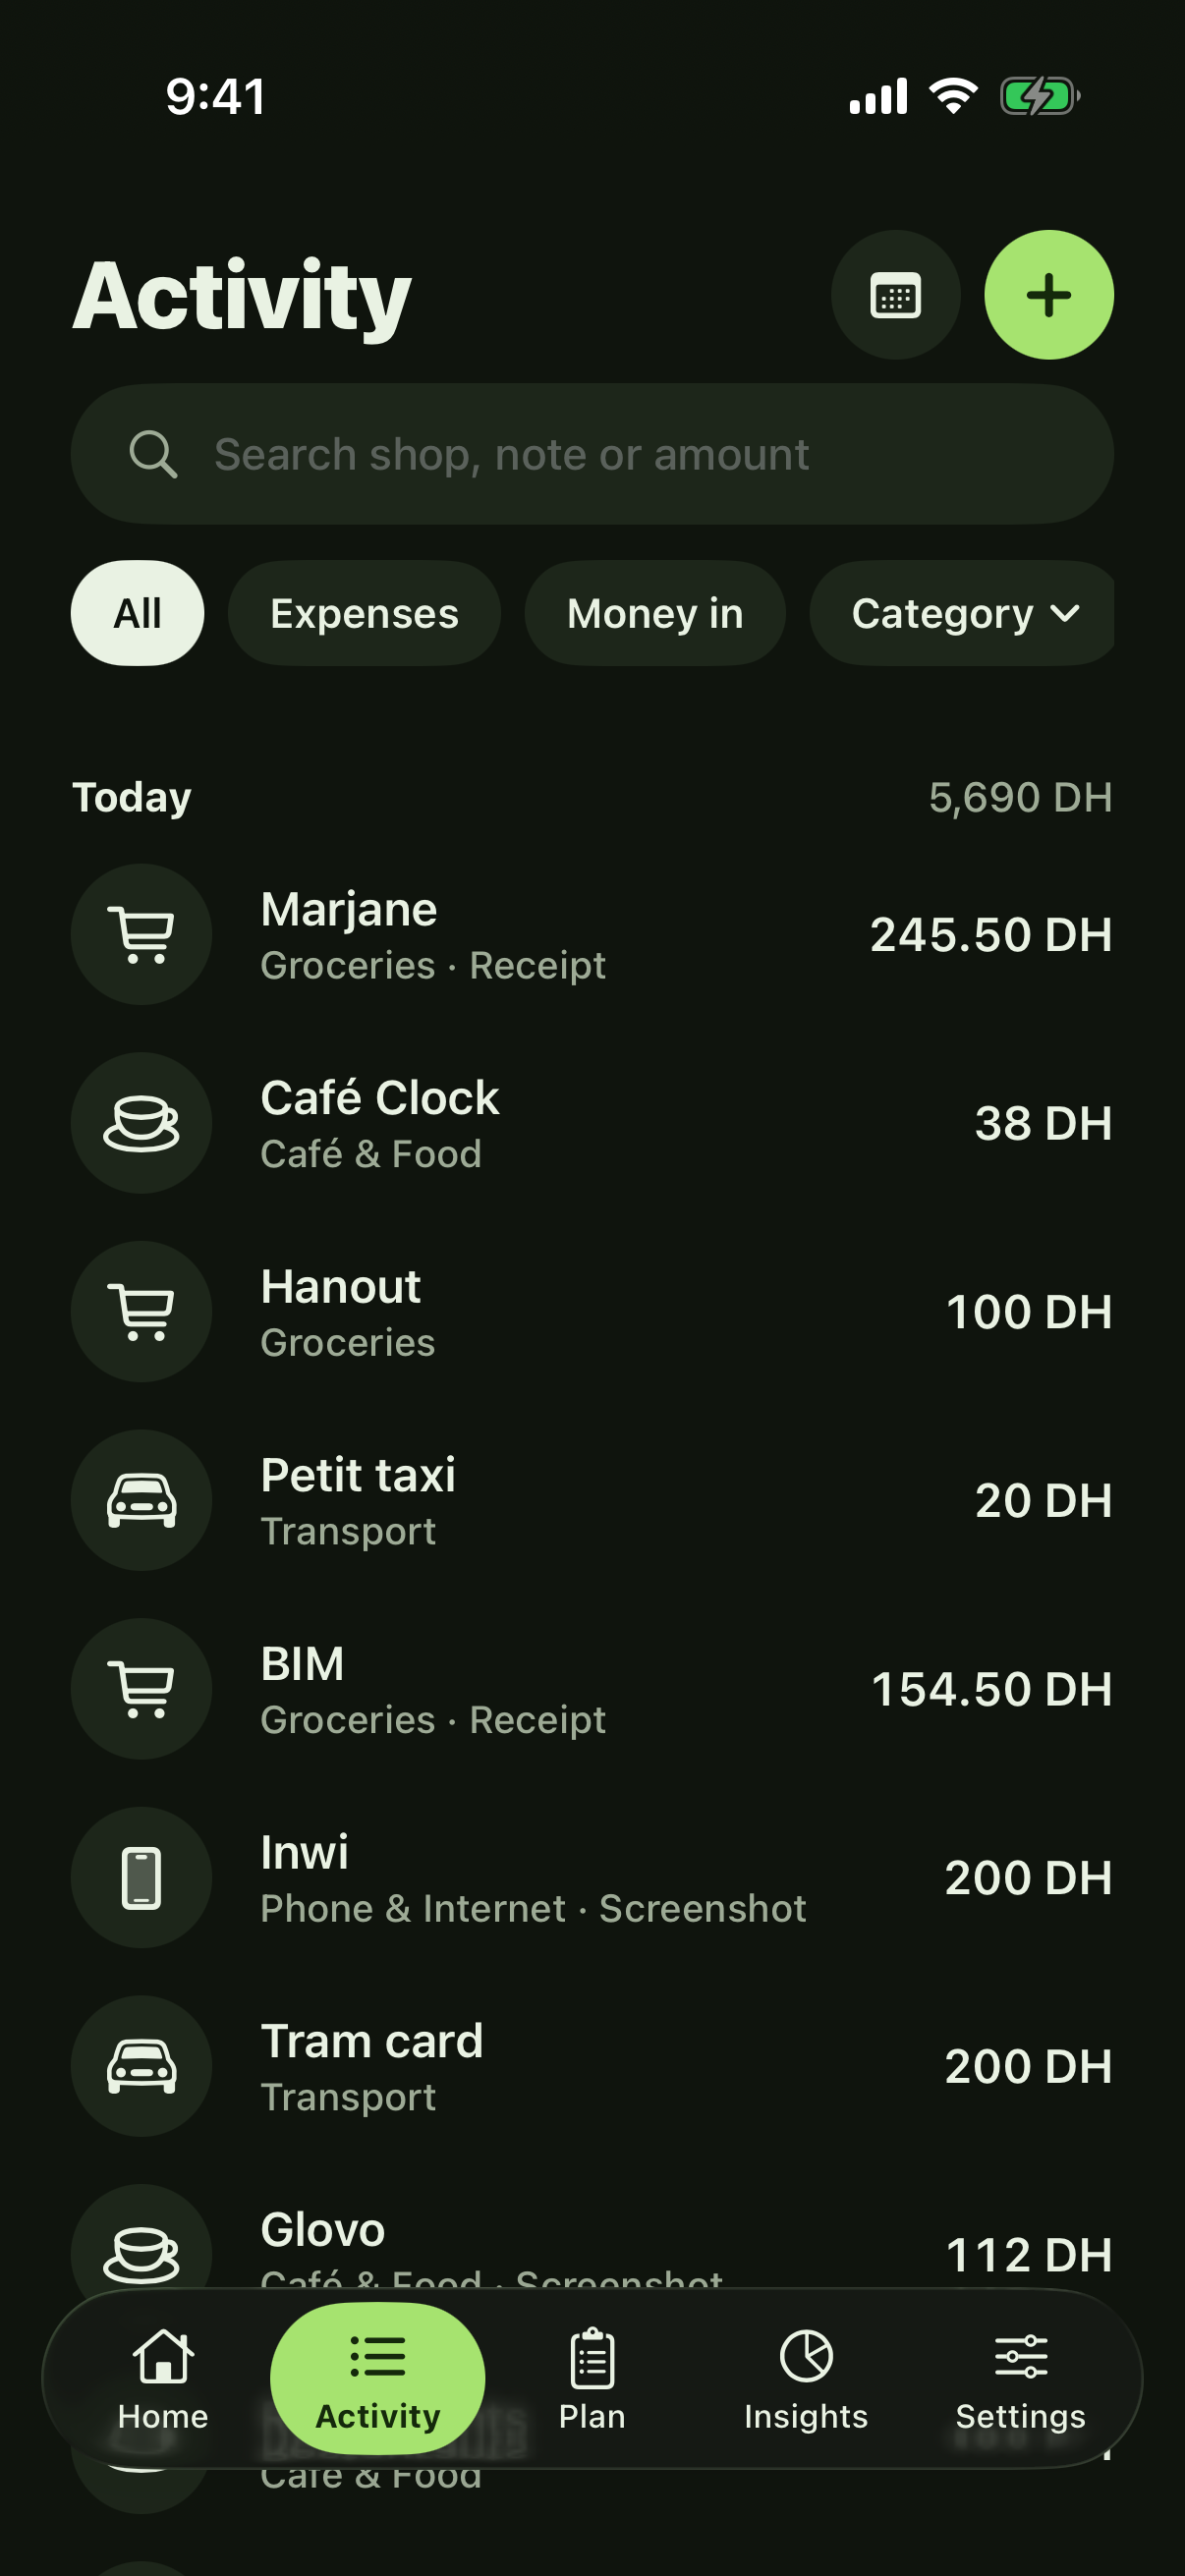 9:41
Activity
Search shop, note or amount
All Expenses Money in Category
Today 5,690 DH
Marjane
Groceries · Receipt
245.50 DH
Café Clock
Café & Food
38 DH
Hanout
Groceries
100 DH
Petit taxi
Transport
20 DH
BIM
Groceries · Receipt
154.50 DH
Inwi
Phone & Internet · Screenshot
200 DH
Tram card
Transport
200 DH
Glovo
Café & Food · Screenshot
112 DH
Home Activity Plan Insights Settings
Café & Food